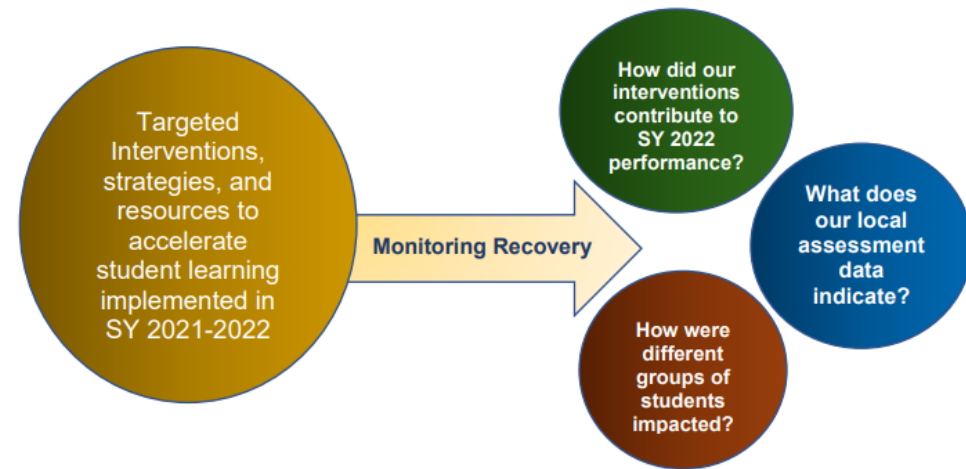 Targeted
Interventions,
strategies, and
resources to
accelerate
student learning
implemented in
SY 2021-2022
Monitoring Recovery
How did our
interventions
contribute to
SY 2022
performance?
What does
our local
assessment
data
indicate?
How were
different
groups of
students
impacted?